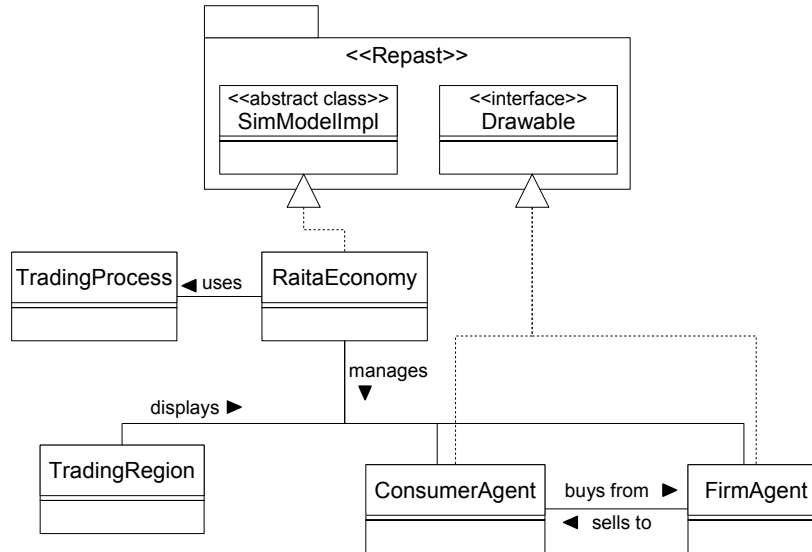 <<Repast>>
<<abstract class>>
SimModelImpl
<<interface>>
Drawable
TradingProcess
uses
RaitaEconomy
manages
displays
TradingRegion
ConsumerAgent
buys from
sells to
FirmAgent